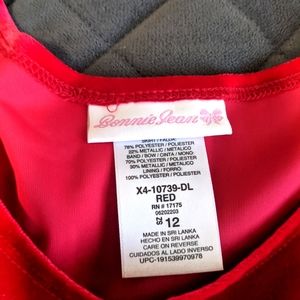 Bonnie Jean
SKIRT / FALDA:
78% POLYESTER / POLIESTER
22% METALLIC / METALICO
BAND / BOW / CINTA / MONO
70% POLYESTER / POLIESTER
30% METALLIC / METALICO
LINING / FORRO:
100% POLYESTER / POLIESTER
X4-10739-DL
RED
RN # 17175
06202203
SZ 12
MADE IN SRI LANKA
HECHO EN SRI LANKA
CARE ON REVERSE
CUIDADOS AL LADO INVERSO
UPC-191539970978